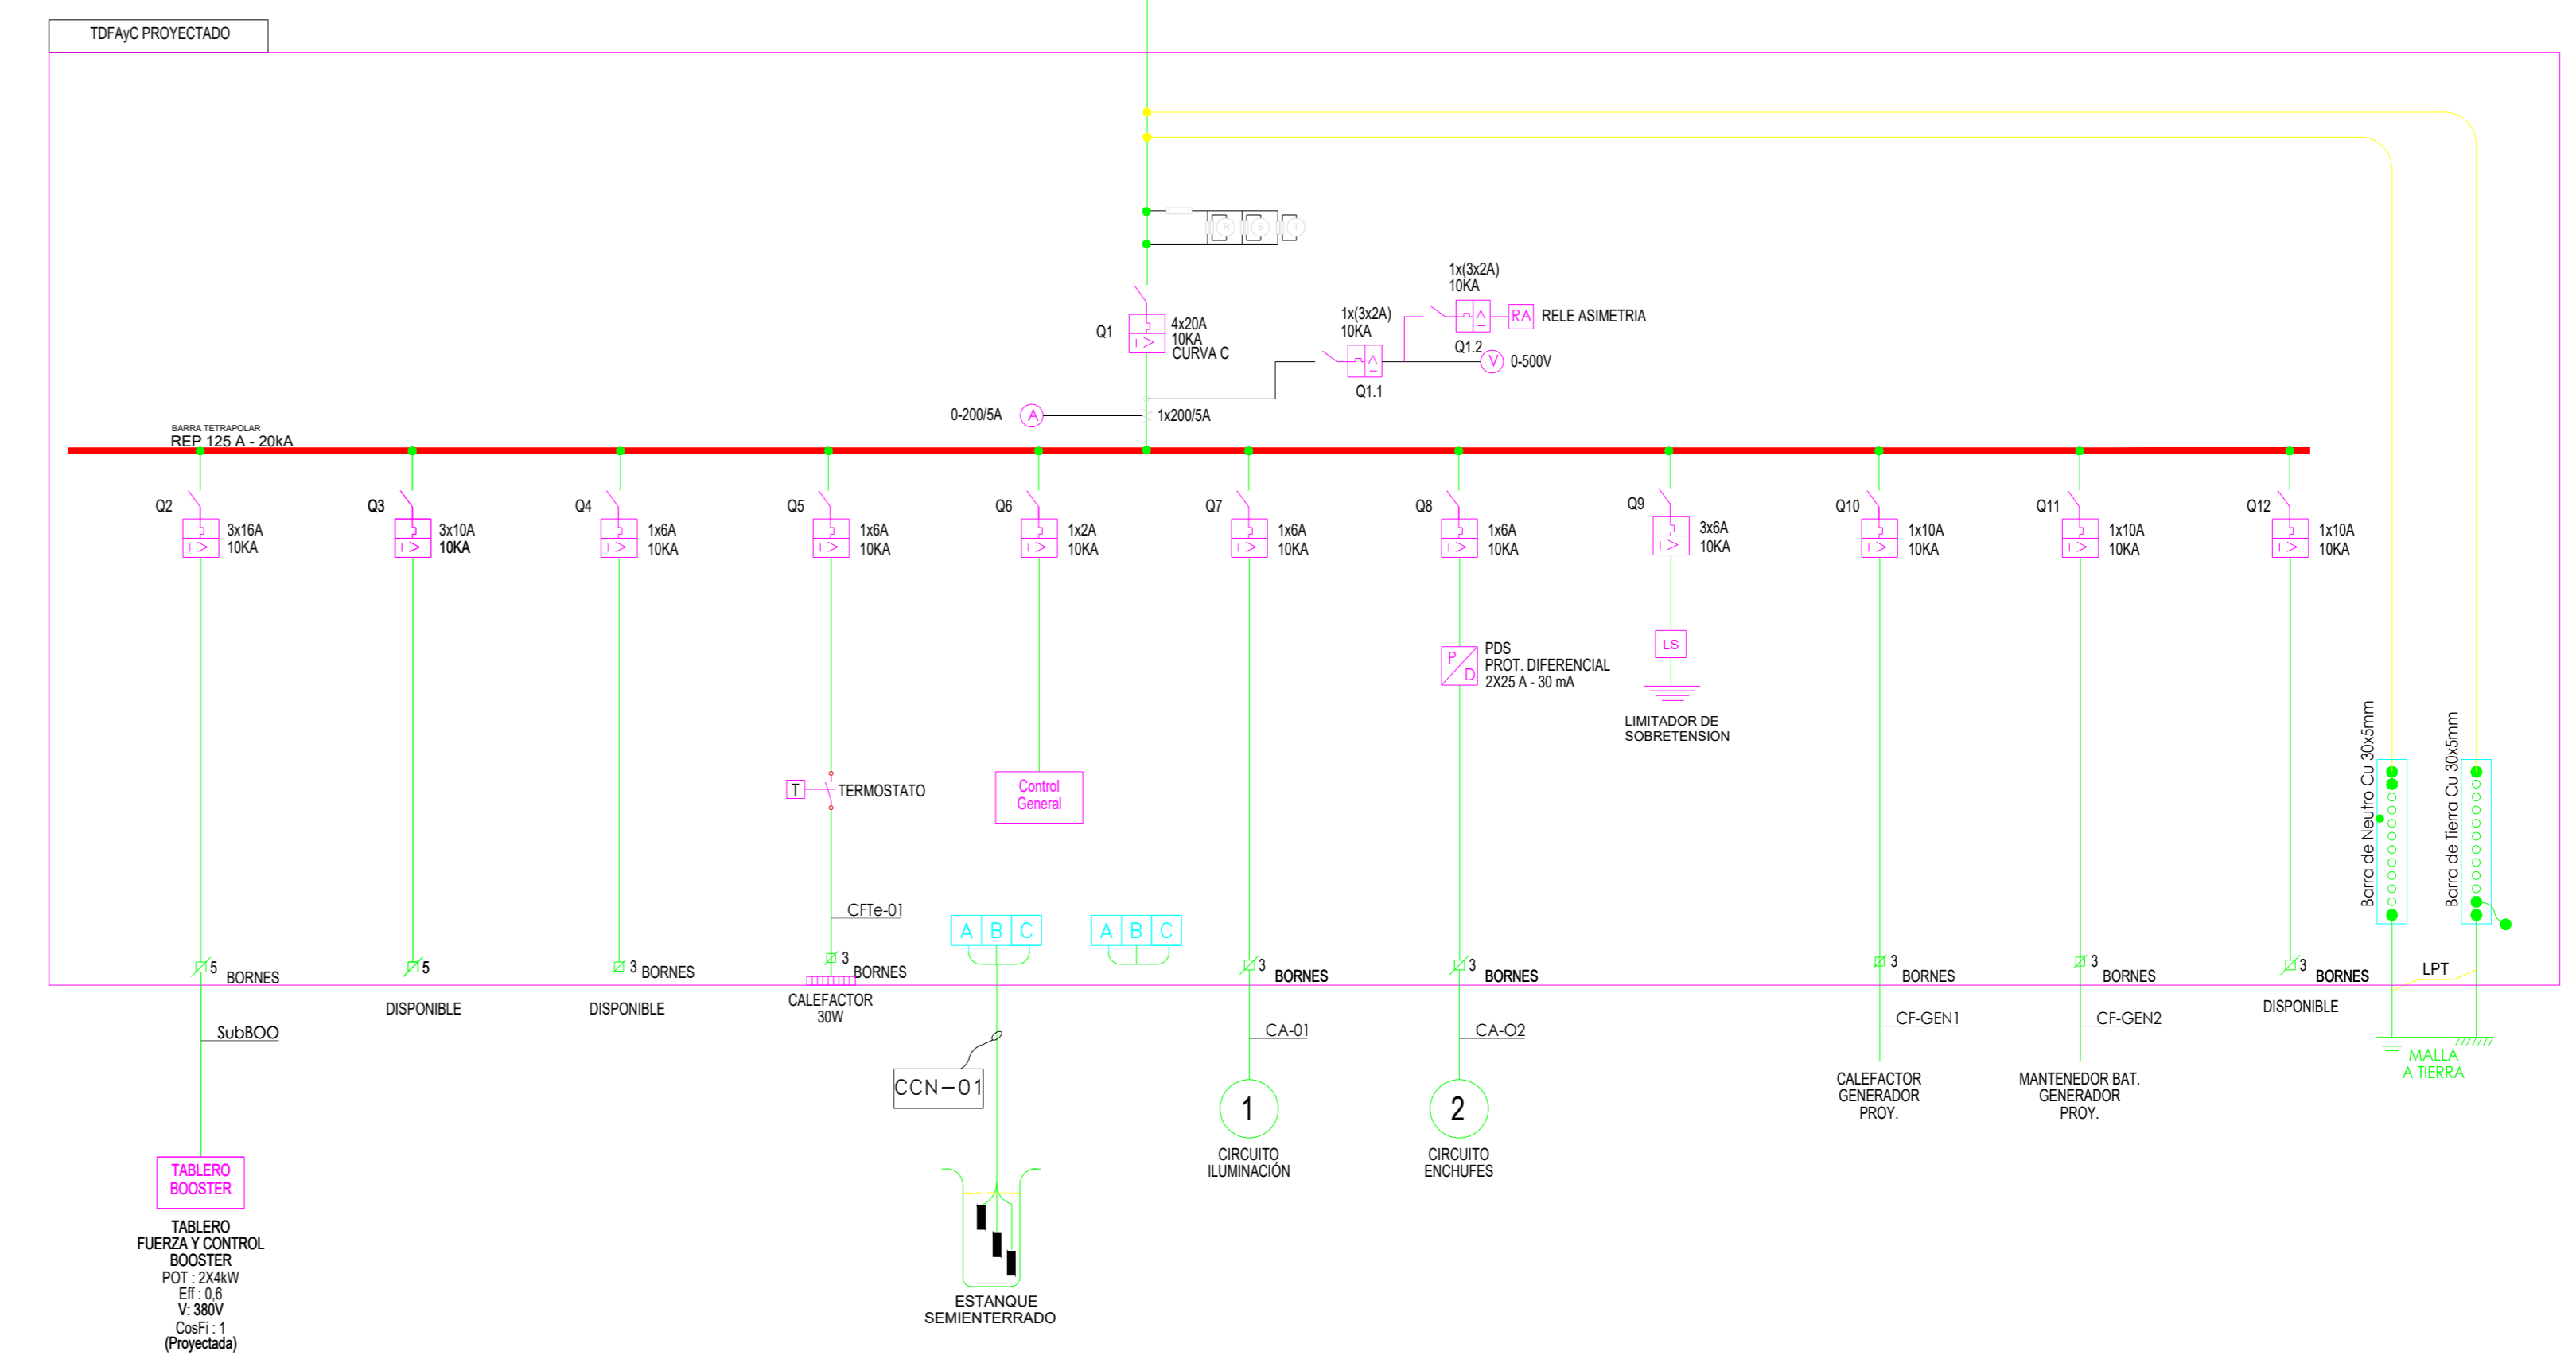 TDFAyC PROYECTADO
R
S
T
Q1
4x20A
10KA
CURVA C
1x(3x2A)
10KA
Q1.1
1x(3x2A)
10KA
Q1.2
RA
RELE ASIMETRIA
V
0-500V
0-200/5A
A
1x200/5A
BARRA TETRAPOLAR
REP 125 A - 20kA
Q2
3x16A
10KA
Q3
3x10A
10KA
Q4
1x6A
10KA
Q5
1x6A
10KA
Q6
1x2A
10KA
Q7
1x6A
10KA
Q8
1x6A
10KA
Q9
3x6A
10KA
Q10
1x10A
10KA
Q11
1x10A
10KA
Q12
1x10A
10KA
LS
LIMITADOR DE
SOBRETENSION
P
D
PDS
PROT. DIFERENCIAL
2X25 A - 30 mA
T
TERMOSTATO
Control
General
Barra de Neutro Cu 30x5mm
Barra de Tierra Cu 30x5mm
CFTe-01
A B C
A B C
5
BORNES
5
3
BORNES
3
BORNES
3
BORNES
3
BORNES
3
BORNES
3
BORNES
3
BORNES
LPT
DISPONIBLE
DISPONIBLE
CALEFACTOR
30W
DISPONIBLE
SubBOO
CCN-01
CA-01
CA-O2
CF-GEN1
CF-GEN2
MALLA
A TIERRA
1
CIRCUITO
ILUMINACIÓN
2
CIRCUITO
ENCHUFES
CALEFACTOR
GENERADOR
PROY.
MANTENEDOR BAT.
GENERADOR
PROY.
TABLERO
BOOSTER
TABLERO
FUERZA Y CONTROL
BOOSTER
POT : 2X4kW
Eff : 0,6
V: 380V
CosFi : 1
(Proyectada)
ESTANQUE
SEMIENTERRADO